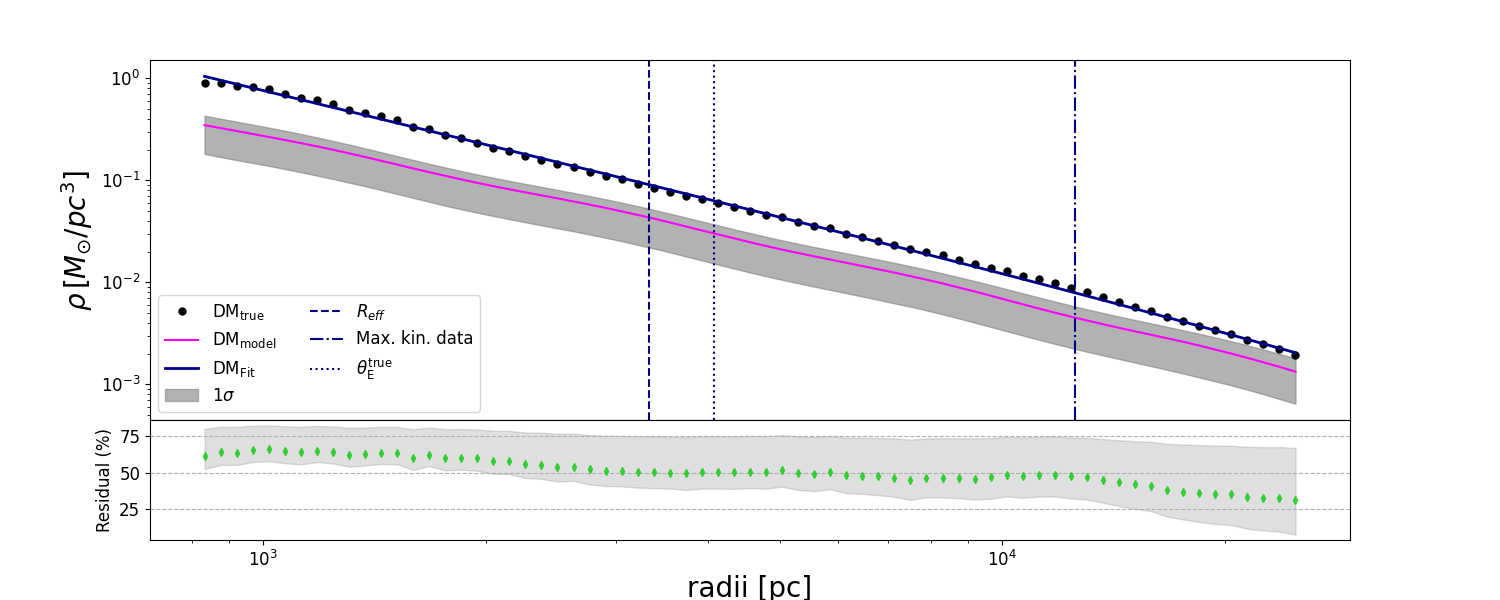 10⁰
10⁻¹
10⁻²
10⁻³
ρ [M⊙/pc³]
DM_true
DM_model
DM_Fit
1σ
R_eff
Max. kin. data
θ_E^true
75
50
25
Residual (%)
10³
10⁴
radii [pc]